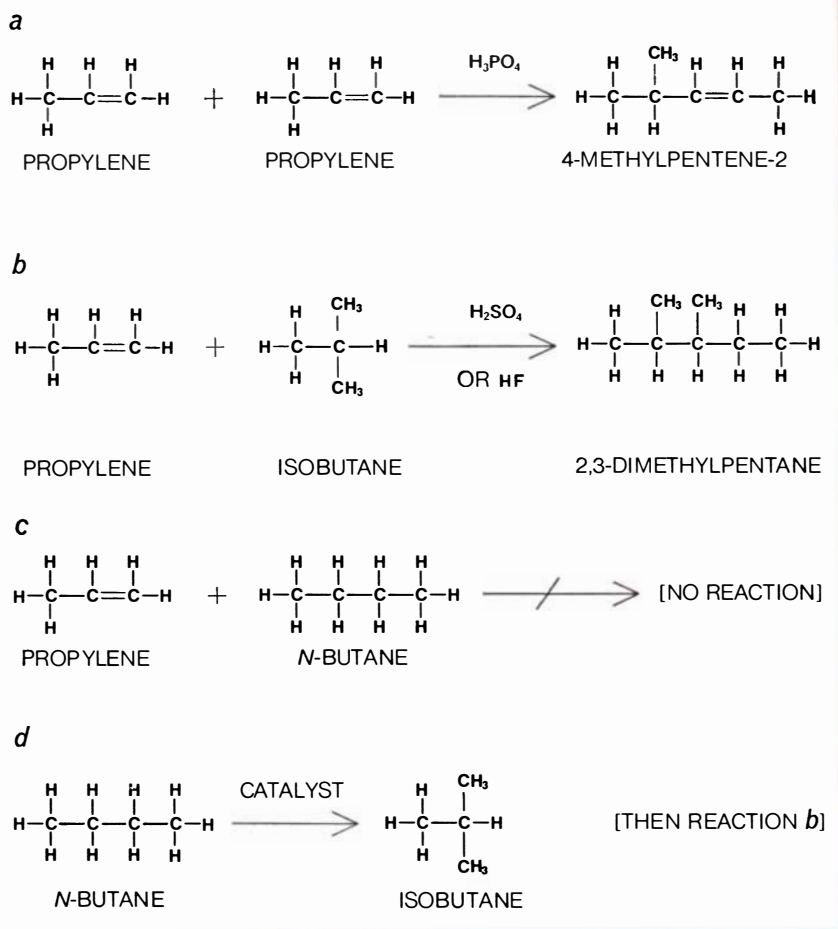 a
H H H
H—C—C=C—H
H
+
H H H
H—C—C=C—H
H
H₃PO₄
H CH₃ H H H
H—C—C—C=C—C—H
H H H
PROPYLENE
PROPYLENE
4-METHYLPENTENE-2
b
H H H
H—C—C=C—H
H
+
H CH₃
H—C—C—H
H CH₃
H₂SO₄
OR HF
H CH₃ CH₃ H H
H—C—C—C—C—C—H
H H H H H
PROPYLENE
ISOBUTANE
2,3-DIMETHYLPENTANE
c
H H H
H—C—C=C—H
H
+
H H H H
H—C—C—C—C—H
H H H H
[NO REACTION]
PROPYLENE
N-BUTANE
d
H H H H
H—C—C—C—C—H
H H H H
CATALYST
H CH₃
H—C—C—H
H CH₃
[THEN REACTION b]
N-BUTANE
ISOBUTANE